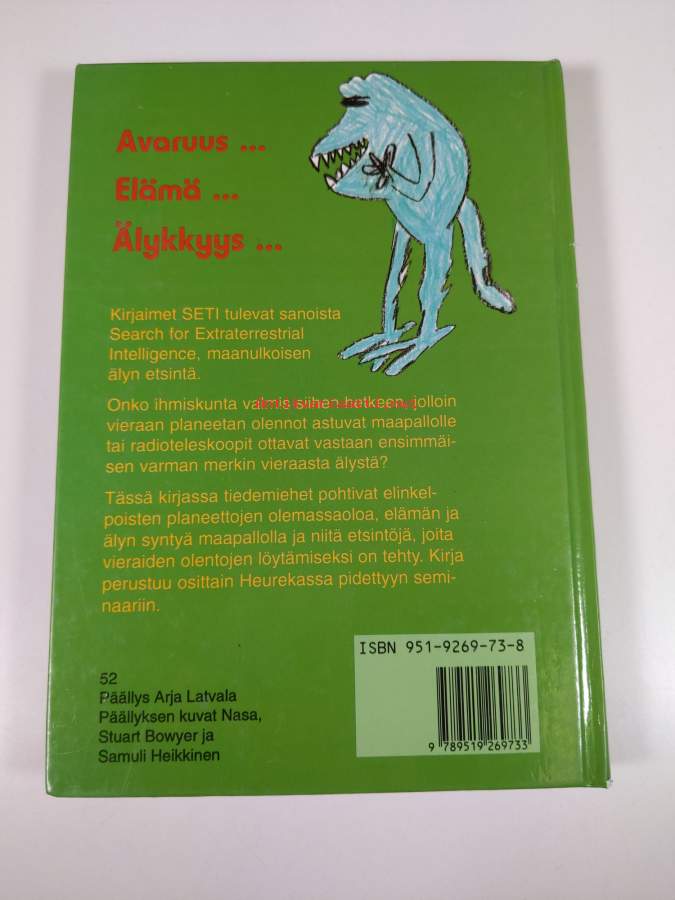 Avaruus ...
Elämä ...
Älykkyys ...
Kirjaimet SETI tulevat sanoista
Search for Extraterrestrial
Intelligence, maanulkoisen
älyn etsintä.
Onko ihmiskunta valmis siihen hetkeen, jolloin
vieraan planeetan olennot astuvat maapallolle
tai radioteleskoopit ottavat vastaan ensimmäi-
sen varman merkin vieraasta älystä?
Tässä kirjassa tiedemiehet pohtivat elinkel-
poisten planeettojen olemassaoloa, elämän ja
älyn syntyä maapallolla ja niitä etsintöjä, joita
vieraiden olentojen löytämiseksi on tehty. Kirja
perustuu osittain Heurekassa pidettyyn semi-
naariin.
ISBN 951-9269-73-8
9 789519 269733
52
Päällys Arja Latvala
Päällyksen kuvat Nasa,
Stuart Bowyer ja
Samuli Heikkinen